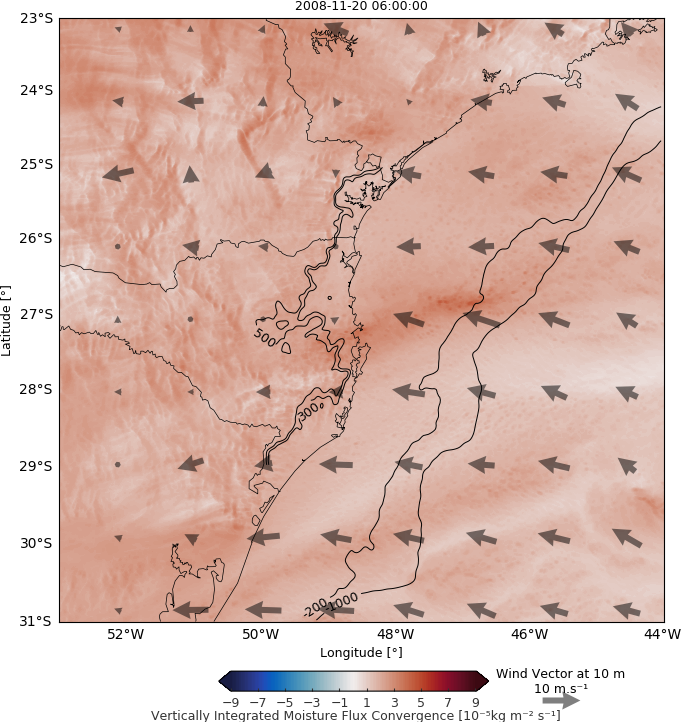 2008-11-20 06:00:00
23°S
24°S
25°S
26°S
27°S
28°S
29°S
30°S
31°S
Latitude [°]
500
300
-200
-1000
52°W 50°W 48°W 46°W 44°W
Longitude [°]
−9 −7 −5 −3 −1 1 3 5 7 9
Vertically Integrated Moisture Flux Convergence [10⁻⁵kg m⁻² s⁻¹]
Wind Vector at 10 m
10 m.s⁻¹